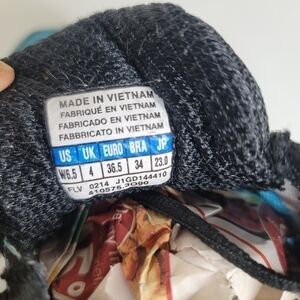 MADE IN VIETNAM
FABRIQUÉ EN VIETNAM
FABRICADO EN VIETNAM
FABBRICATO IN VIETNAM
US UK EURO BRA JP
W6.5 4 36.5 34 23.0
FLV 0214 J1GD144410
410575-3O90